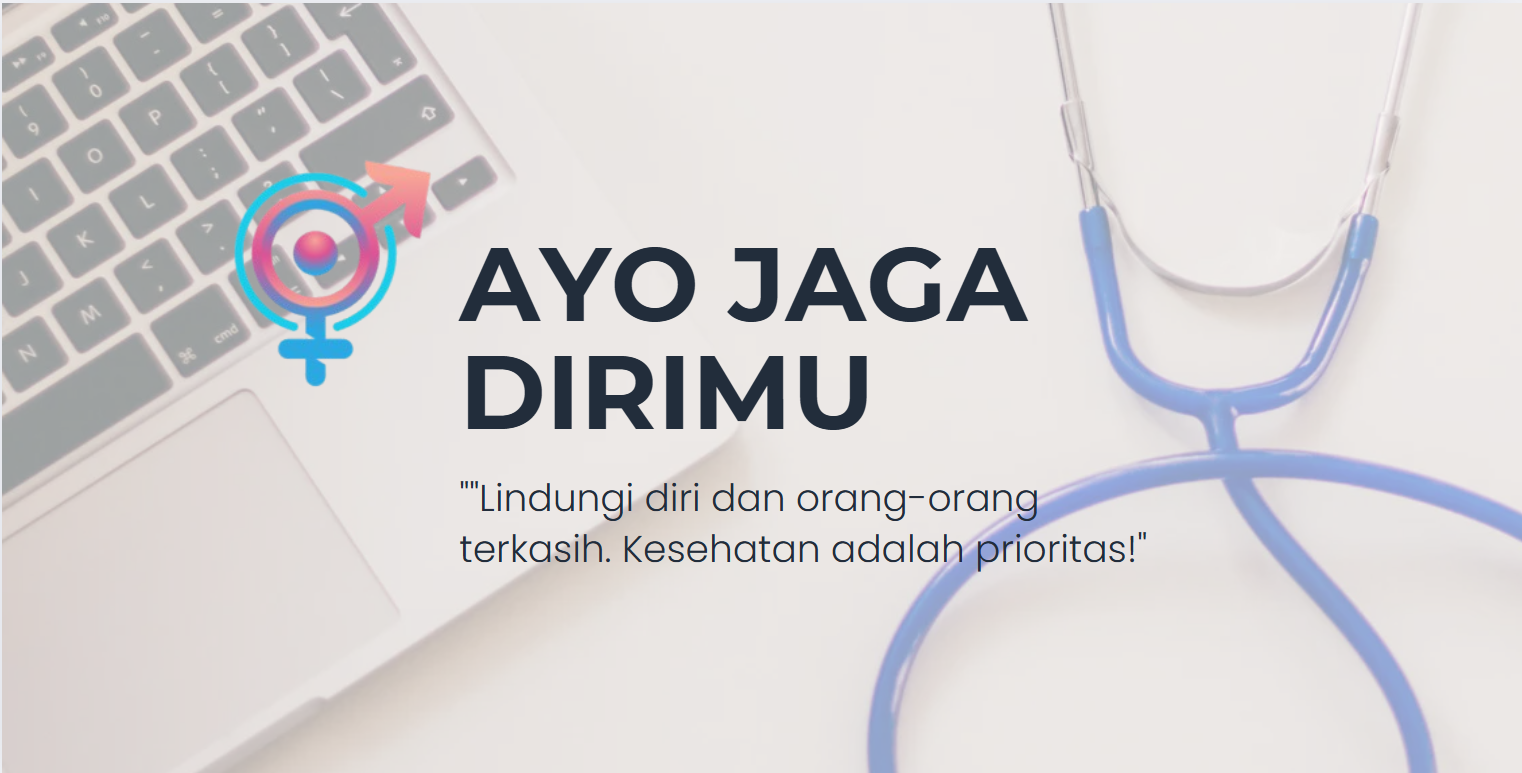 AYO JAGA
DIRIMU
""Lindungi diri dan orang-orang
terkasih. Kesehatan adalah prioritas!"